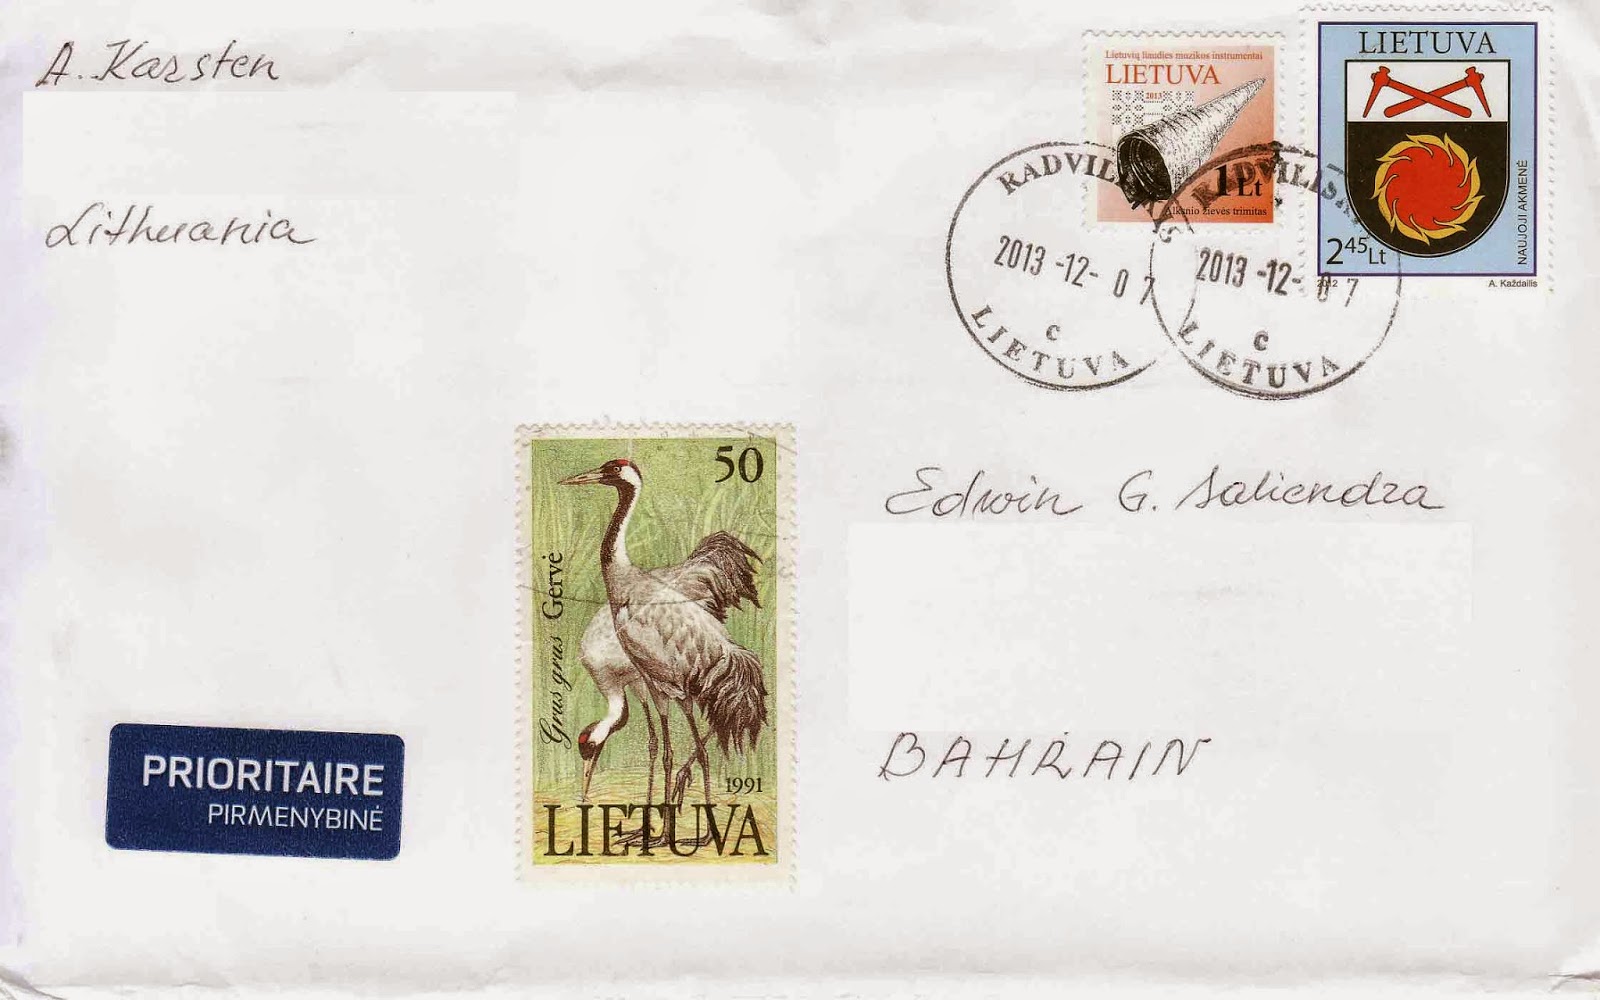 A. Karsten
Lithuania
Lietuvių liaudies muzikos instrumentai
LIETUVA
2013
1 Lt
Alksnio žievės trimitas
LIETUVA
2 45 Lt
NAUJOJI AKMENĖ
2012
A. Každailis
RADVILIŠKIS
2013 -12- 07
C
LIETUVA
RADVILIŠKIS
2013 -12- 07
C
LIETUVA
50
Grus grus Gervė
1991
LIETUVA
Edwin G. Saliendra
BAHRAIN
PRIORITAIRE
PIRMENYBINĖ